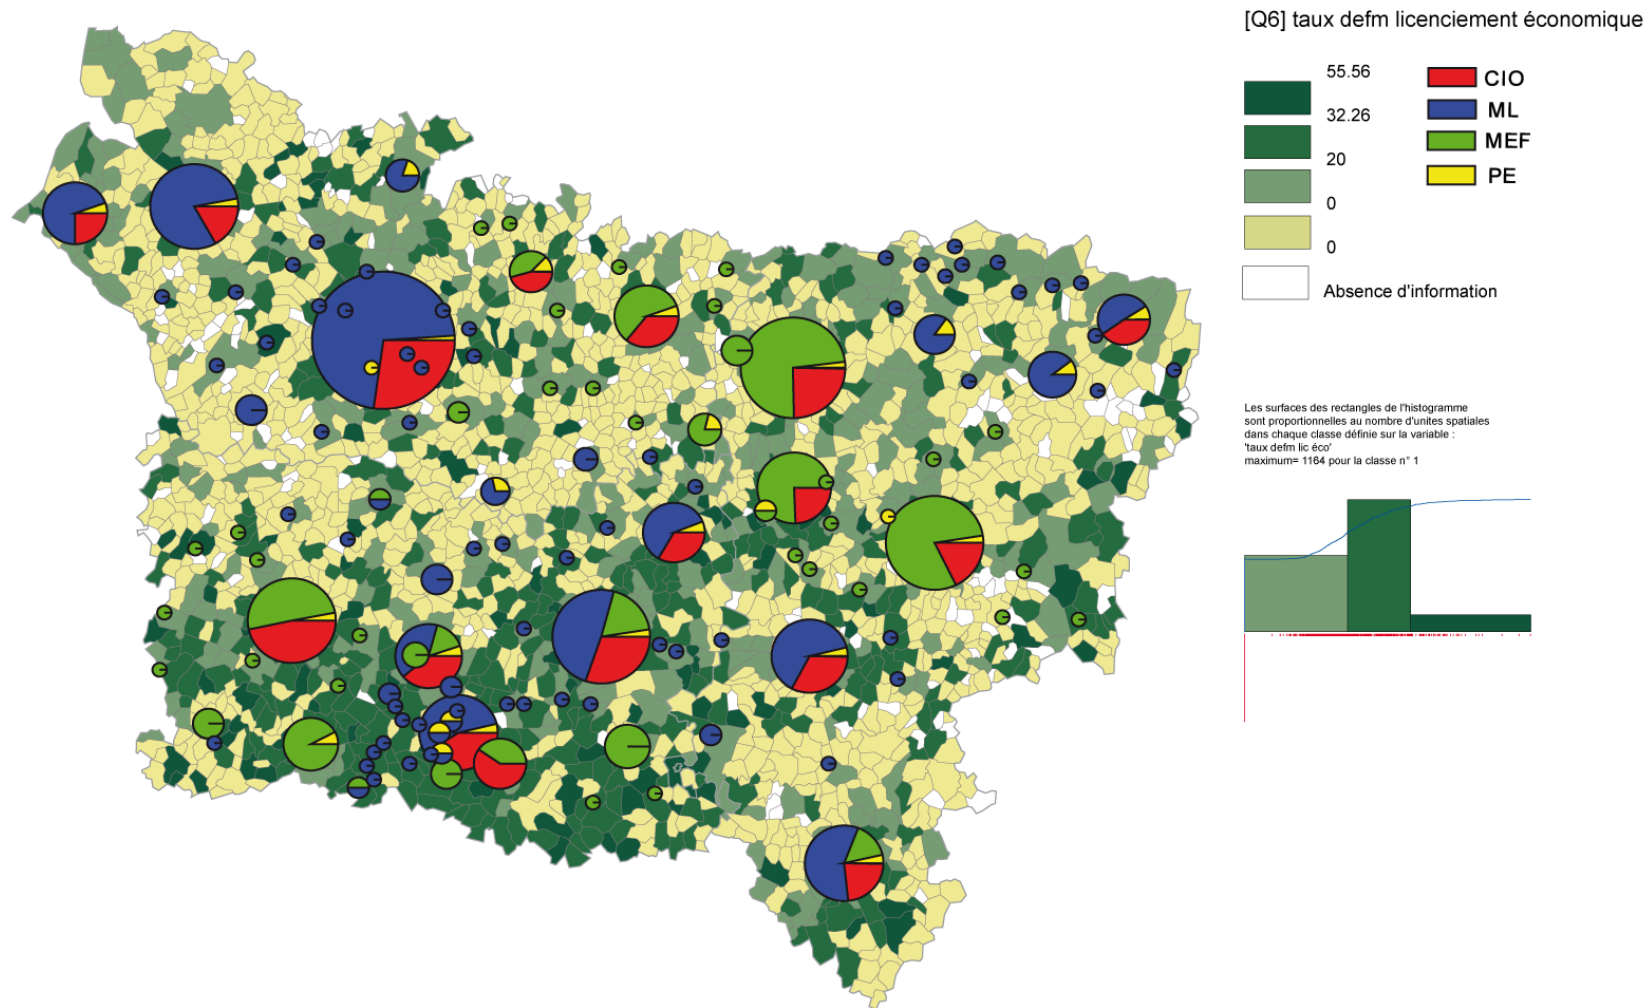 [Q6] taux defm licenciement économique
55.56
32.26
20
0
0
Absence d'information
CIO
ML
MEF
PE
Les surfaces des rectangles de l'histogramme
sont proportionnelles au nombre d'unites spatiales
dans chaque classe définie sur la variable :
'taux defm lic éco'
maximum= 1164 pour la classe n° 1